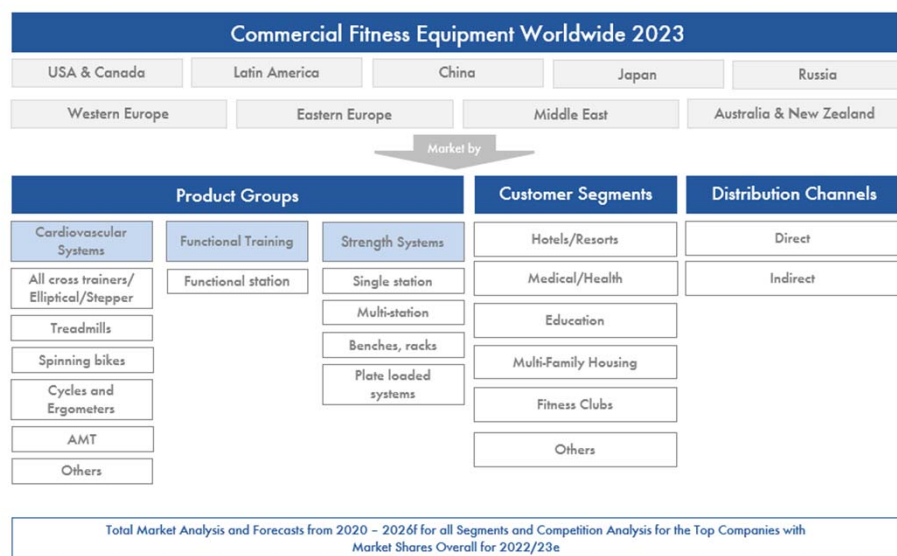 Commercial Fitness Equipment Worldwide 2023
USA & Canada
Latin America
China
Japan
Russia
Western Europe
Eastern Europe
Middle East
Australia & New Zealand
Market by
Product Groups
Customer Segments
Distribution Channels
Cardiovascular
Systems
Functional Training
Strength Systems
All cross trainers/
Elliptical/Stepper
Treadmills
Spinning bikes
Cycles and
Ergometers
AMT
Others
Functional station
Single station
Multi-station
Benches, racks
Plate loaded
systems
Hotels/Resorts
Medical/Health
Education
Multi-Family Housing
Fitness Clubs
Others
Direct
Indirect
Total Market Analysis and Forecasts from 2020 – 2026f for all Segments and Competition Analysis for the Top Companies with
Market Shares Overall for 2022/23e